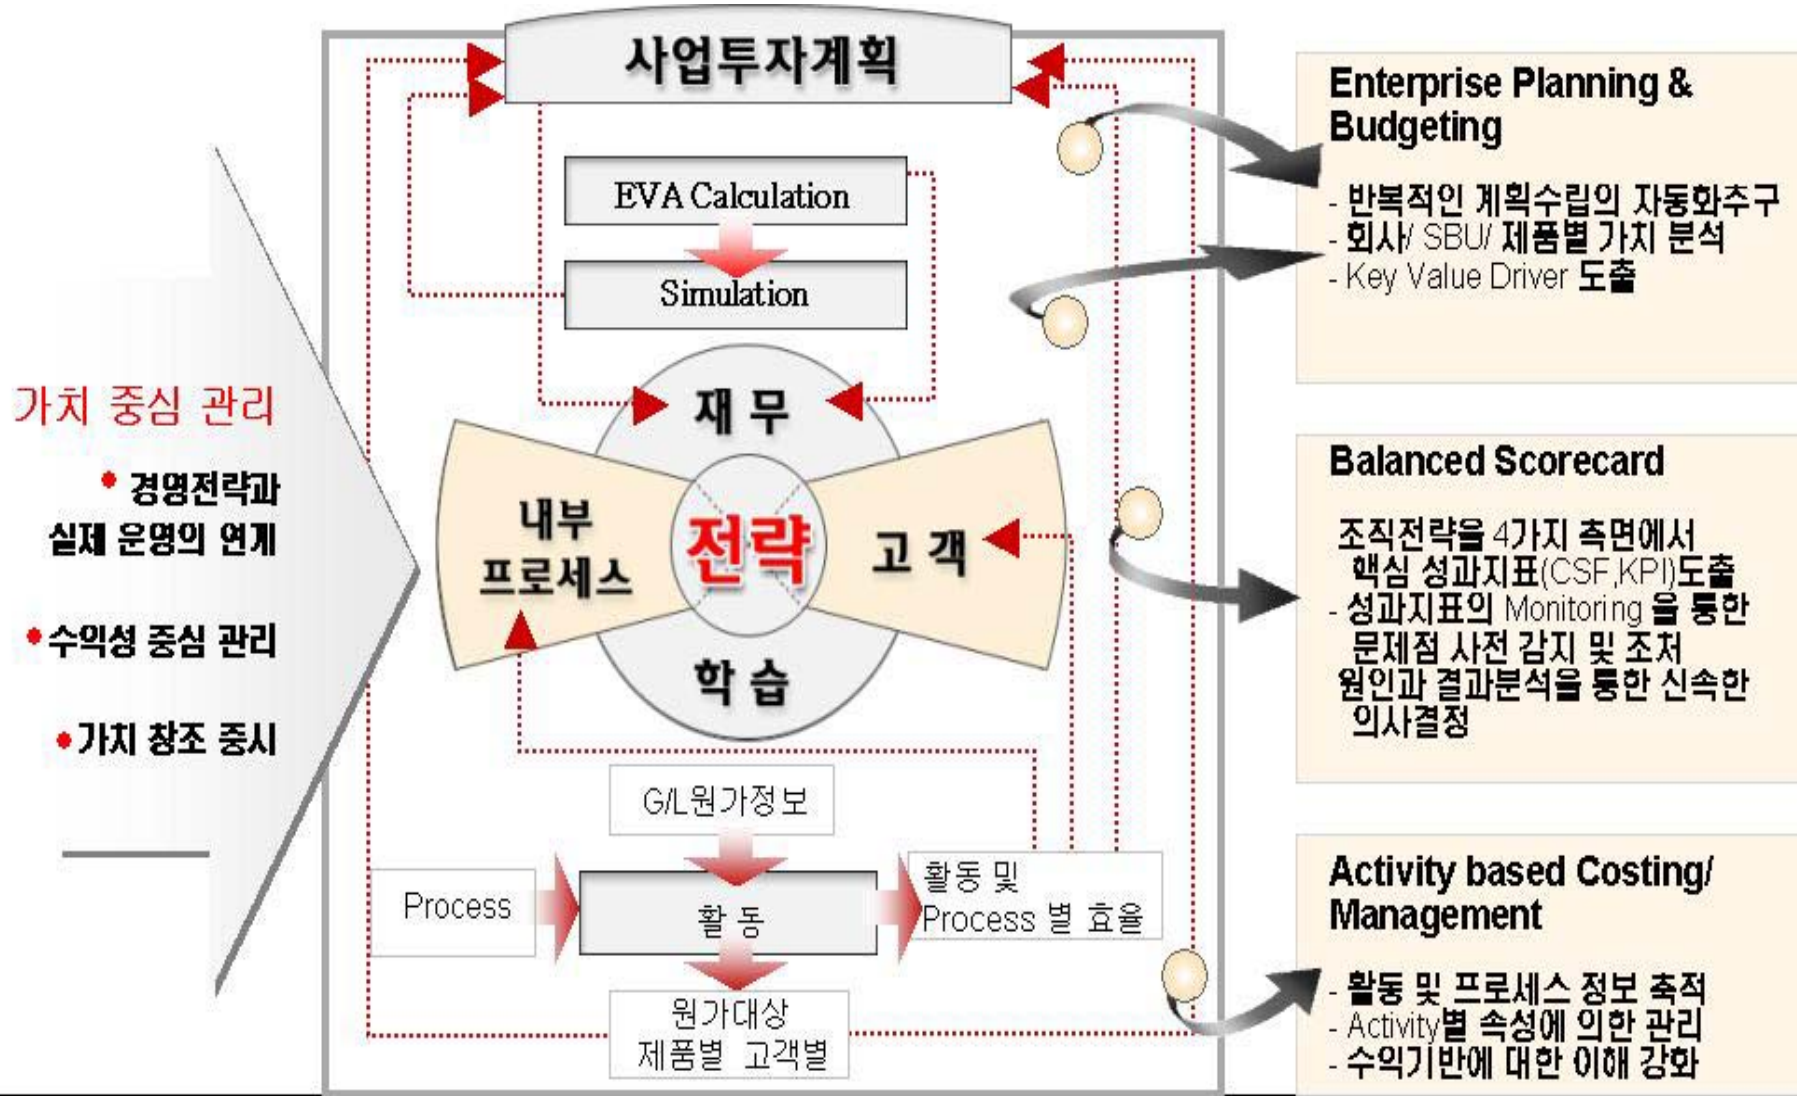 사업투자계획
EVA Calculation
Simulation
가치 중심 관리
• 경영전략과
실제 운영의 연계
• 수익성 중심 관리
• 가치 창조 중시
재 무
내부
프로세스
전략
고 객
학 습
G/L원가정보
Process
활 동
활동 및
Process 별 효율
원가대상
제품별 고객별
Enterprise Planning &
Budgeting
- 반복적인 계획수립의 자동화추구
- 회사/ SBU/ 제품별 가치 분석
- Key Value Driver 도출
Balanced Scorecard
조직전략을 4가지 측면에서
핵심 성과지표(CSF,KPI)도출
- 성과지표의 Monitoring 을 통한
문제점 사전 감지 및 조처
원인과 결과분석을 통한 신속한
의사결정
Activity based Costing/
Management
- 활동 및 프로세스 정보 축적
- Activity별 속성에 의한 관리
- 수익기반에 대한 이해 강화